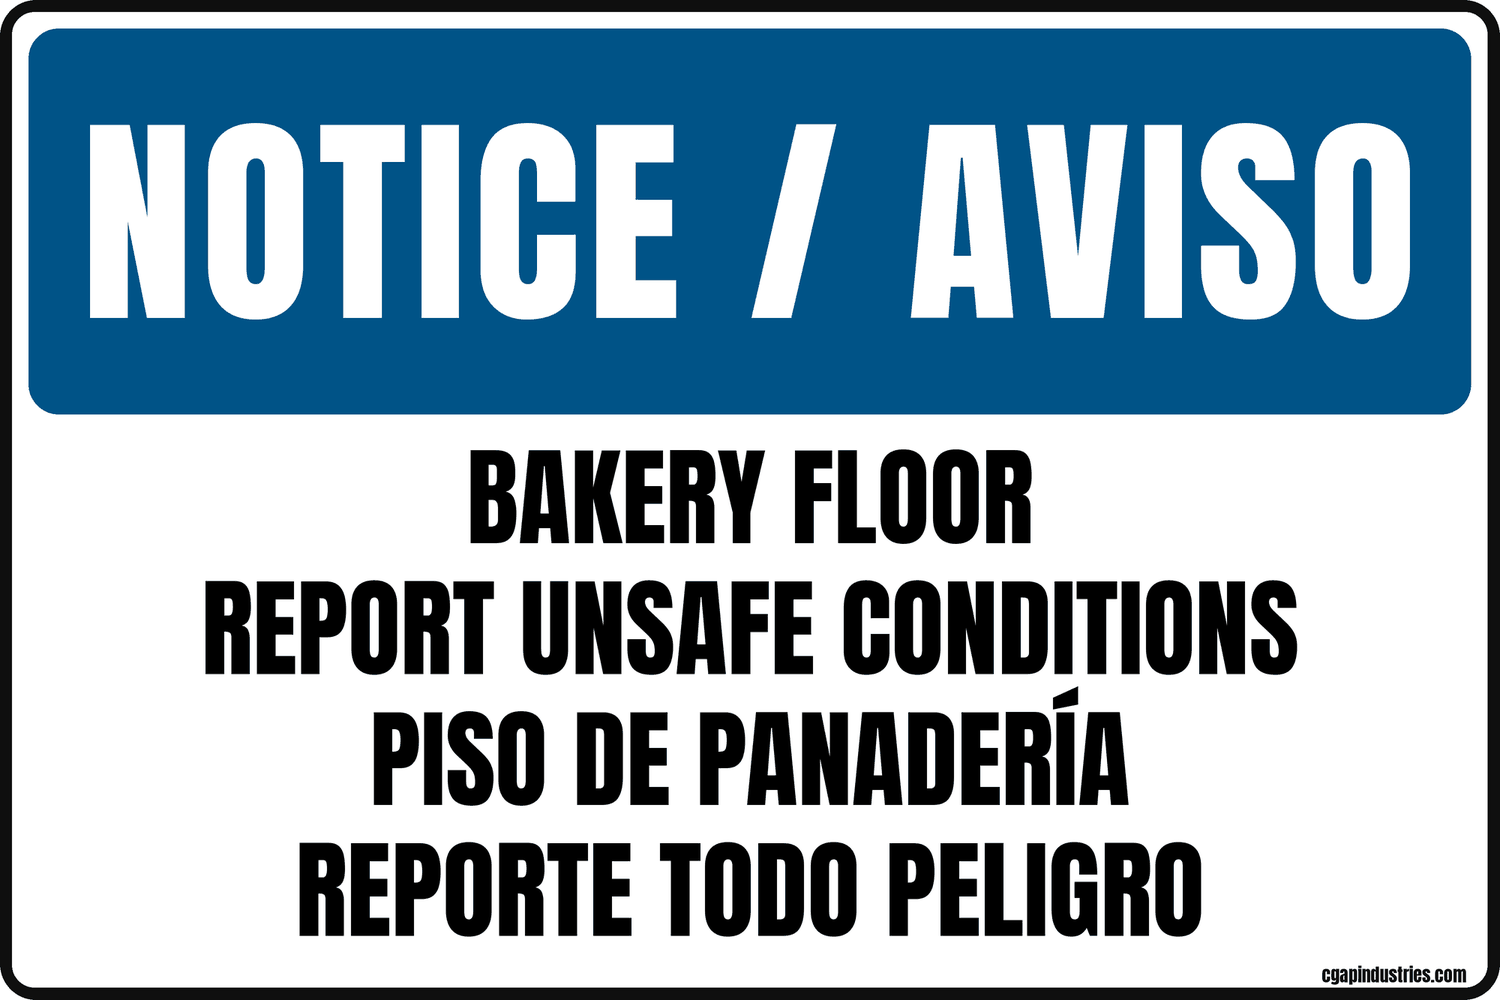 NOTICE / AVISO
BAKERY FLOOR
REPORT UNSAFE CONDITIONS
PISO DE PANADERÍA
REPORTE TODO PELIGRO
cgapindustries.com